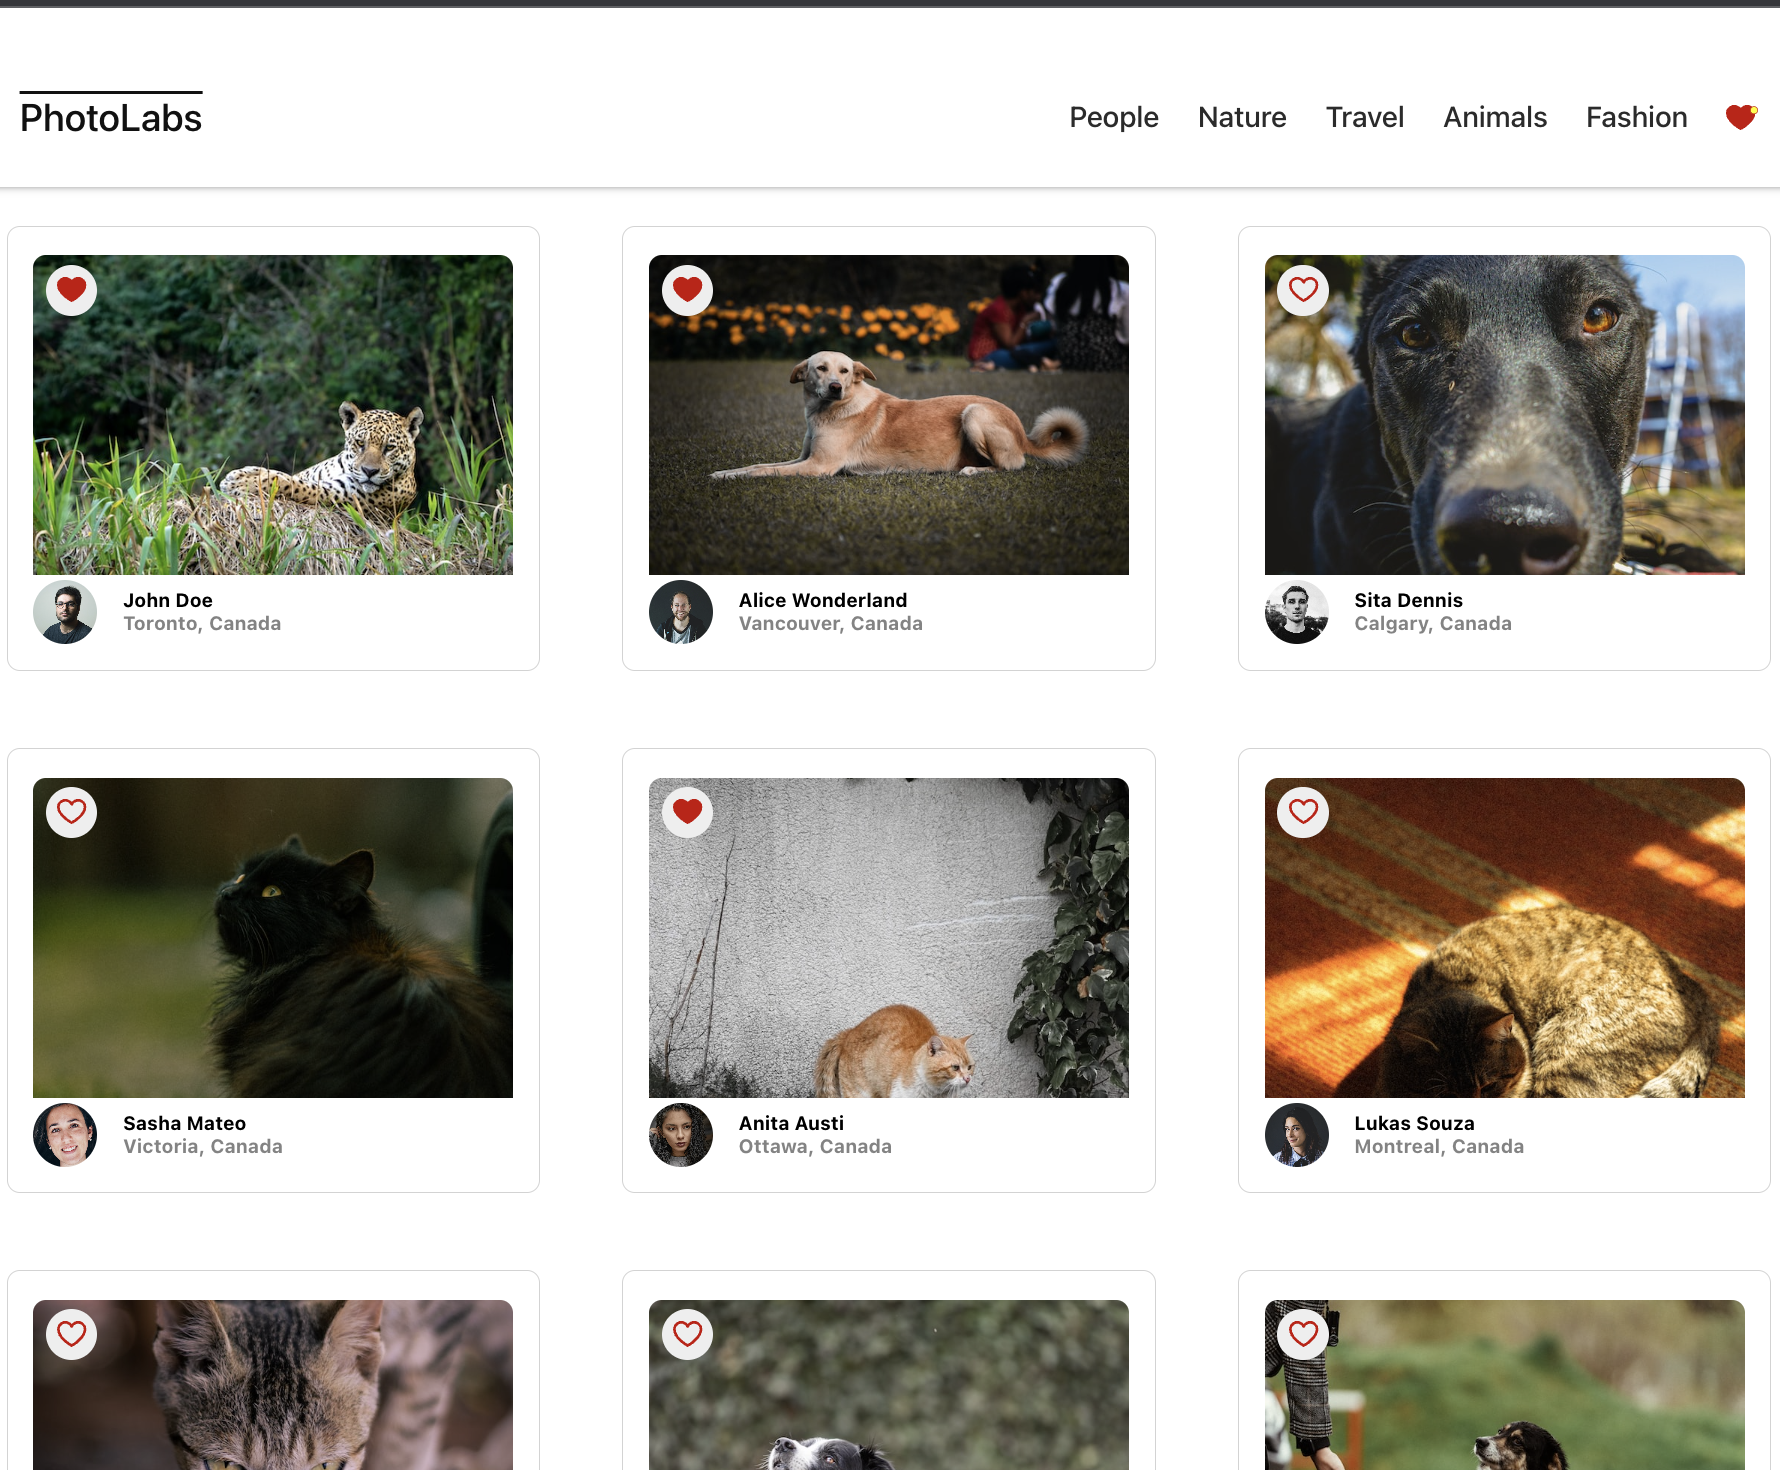 PhotoLabs
People Nature Travel Animals Fashion
John Doe
Toronto, Canada
Alice Wonderland
Vancouver, Canada
Sita Dennis
Calgary, Canada
Sasha Mateo
Victoria, Canada
Anita Austi
Ottawa, Canada
Lukas Souza
Montreal, Canada